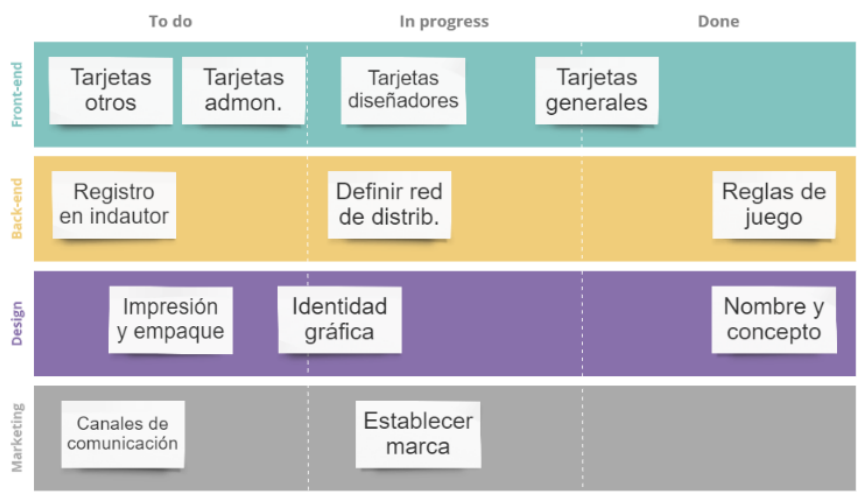 To do
In progress
Done
Front-end
Tarjetas
otros
Tarjetas
admon.
Tarjetas
diseñadores
Tarjetas
generales
Back-end
Registro
en indautor
Definir red
de distrib.
Reglas de
juego
Design
Impresión
y empaque
Identidad
gráfica
Nombre y
concepto
Marketing
Canales de
comunicación
Establecer
marca